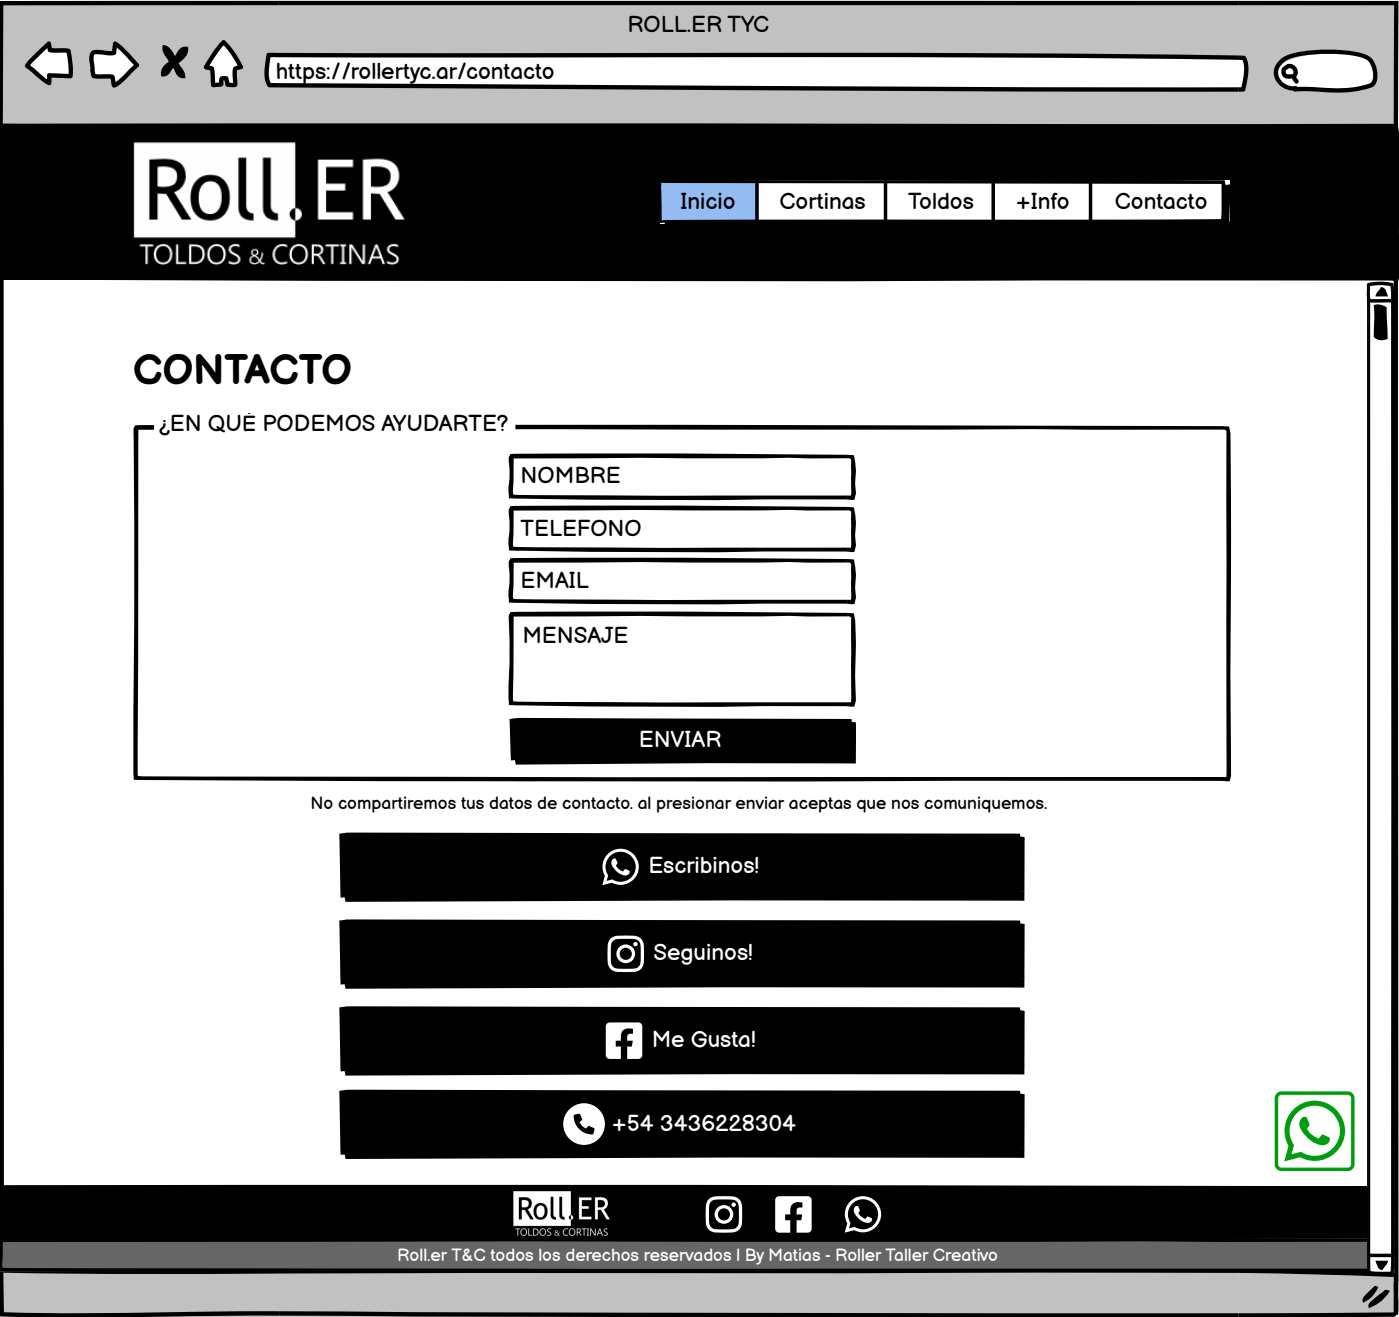 ROLL.ER TYC
https://rollertyc.ar/contacto
Roll.ER
TOLDOS & CORTINAS
Inicio Cortinas Toldos +Info Contacto
CONTACTO
¿EN QUÉ PODEMOS AYUDARTE?
NOMBRE
TELEFONO
EMAIL
MENSAJE
ENVIAR
No compartiremos tus datos de contacto. al presionar enviar aceptas que nos comuniquemos.
Escribinos!
Seguinos!
Me Gusta!
+54 3436228304
Roll.ER
TOLDOS & CORTINAS
Roll.er T&C todos los derechos reservados | By Matias - Roller Taller Creativo